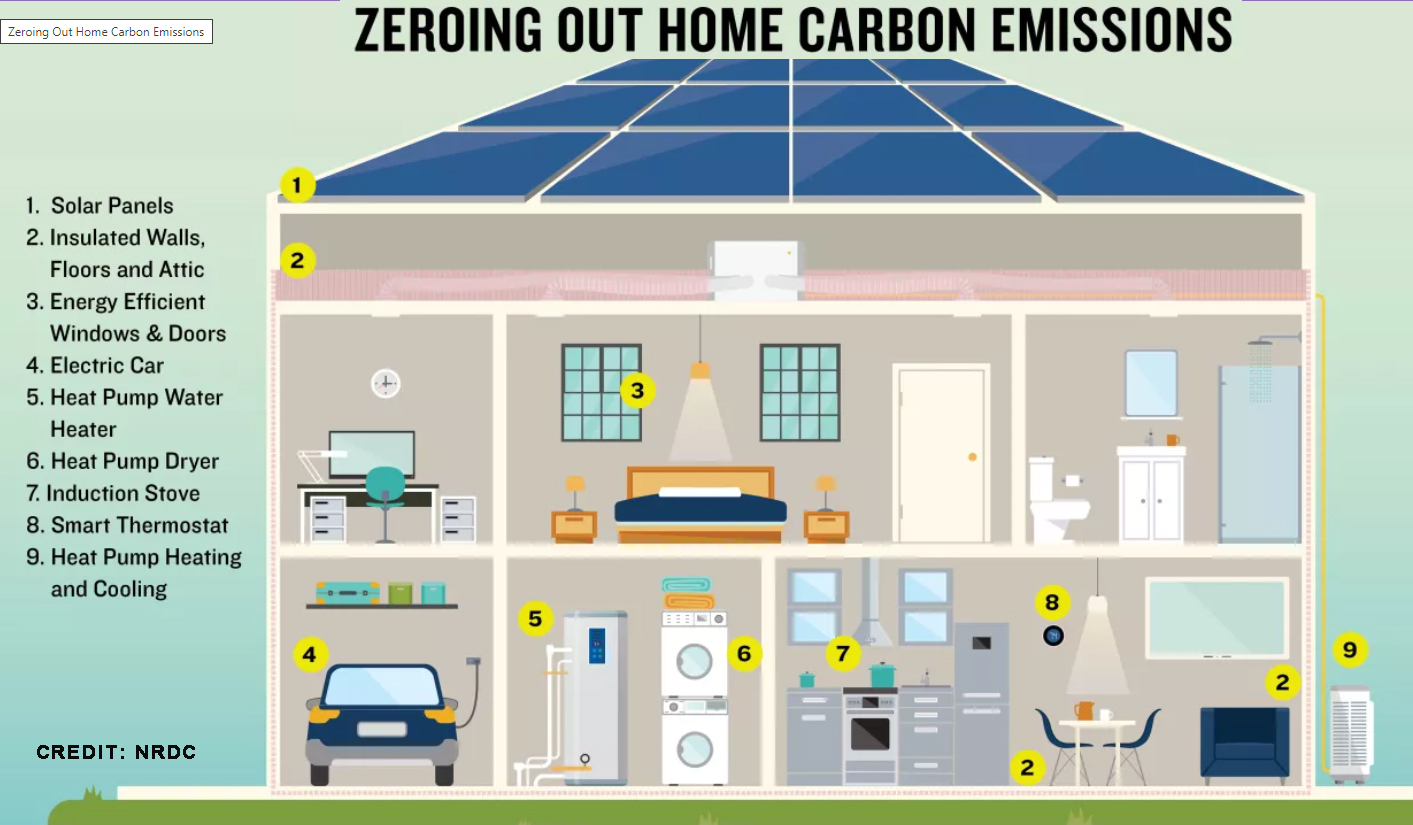 ZEROING OUT HOME CARBON EMISSIONS
Zeroing Out Home Carbon Emissions
1
2
1. Solar Panels
2. Insulated Walls,
Floors and Attic
3. Energy Efficient
Windows & Doors
4. Electric Car
5. Heat Pump Water
Heater
6. Heat Pump Dryer
7. Induction Stove
8. Smart Thermostat
9. Heat Pump Heating
and Cooling
3
4
5
6
7
8
9
2
2
CREDIT: NRDC